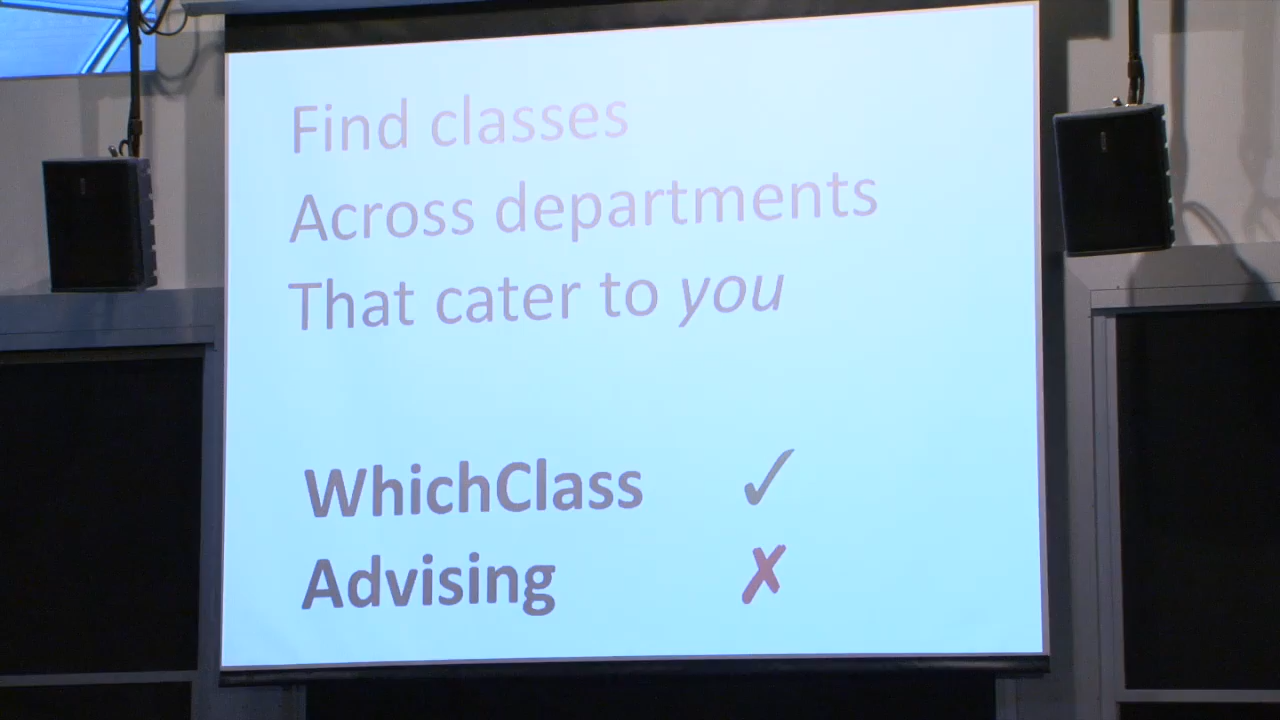 Find classes
Across departments
That cater to you
WhichClass ✓
Advising ✗